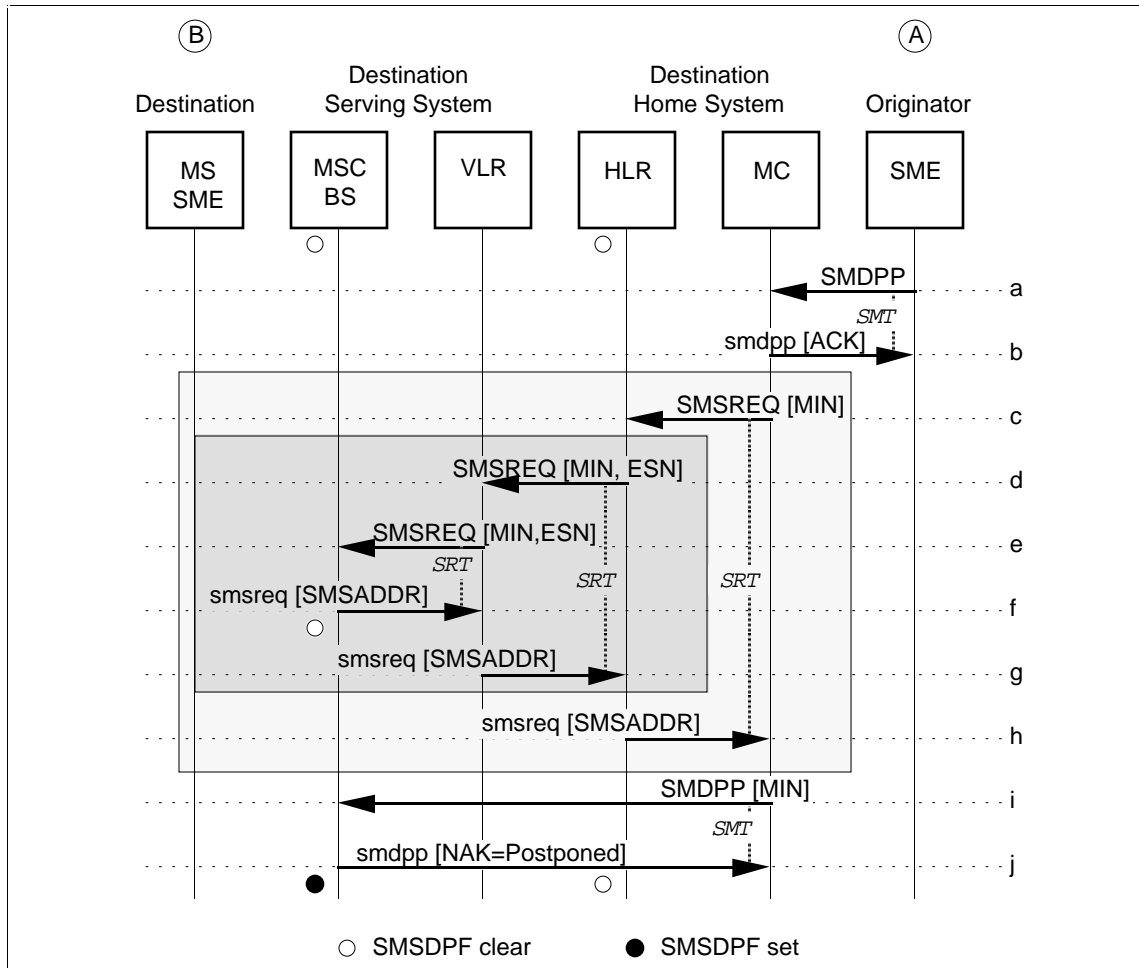 B
A
Destination
Destination
Serving System
Destination
Home System
Originator
MS
SME
MSC
BS
VLR
HLR
MC
SME
SMDPP
a
SMT
smdpp [ACK]
b
SMSREQ [MIN]
c
SMSREQ [MIN, ESN]
d
SMSREQ [MIN,ESN]
e
SRT
SRT
SRT
smsreq [SMSADDR]
f
smsreq [SMSADDR]
g
smsreq [SMSADDR]
h
SMDPP [MIN]
i
SMT
smdpp [NAK=Postponed]
j
SMSDPF clear
SMSDPF set